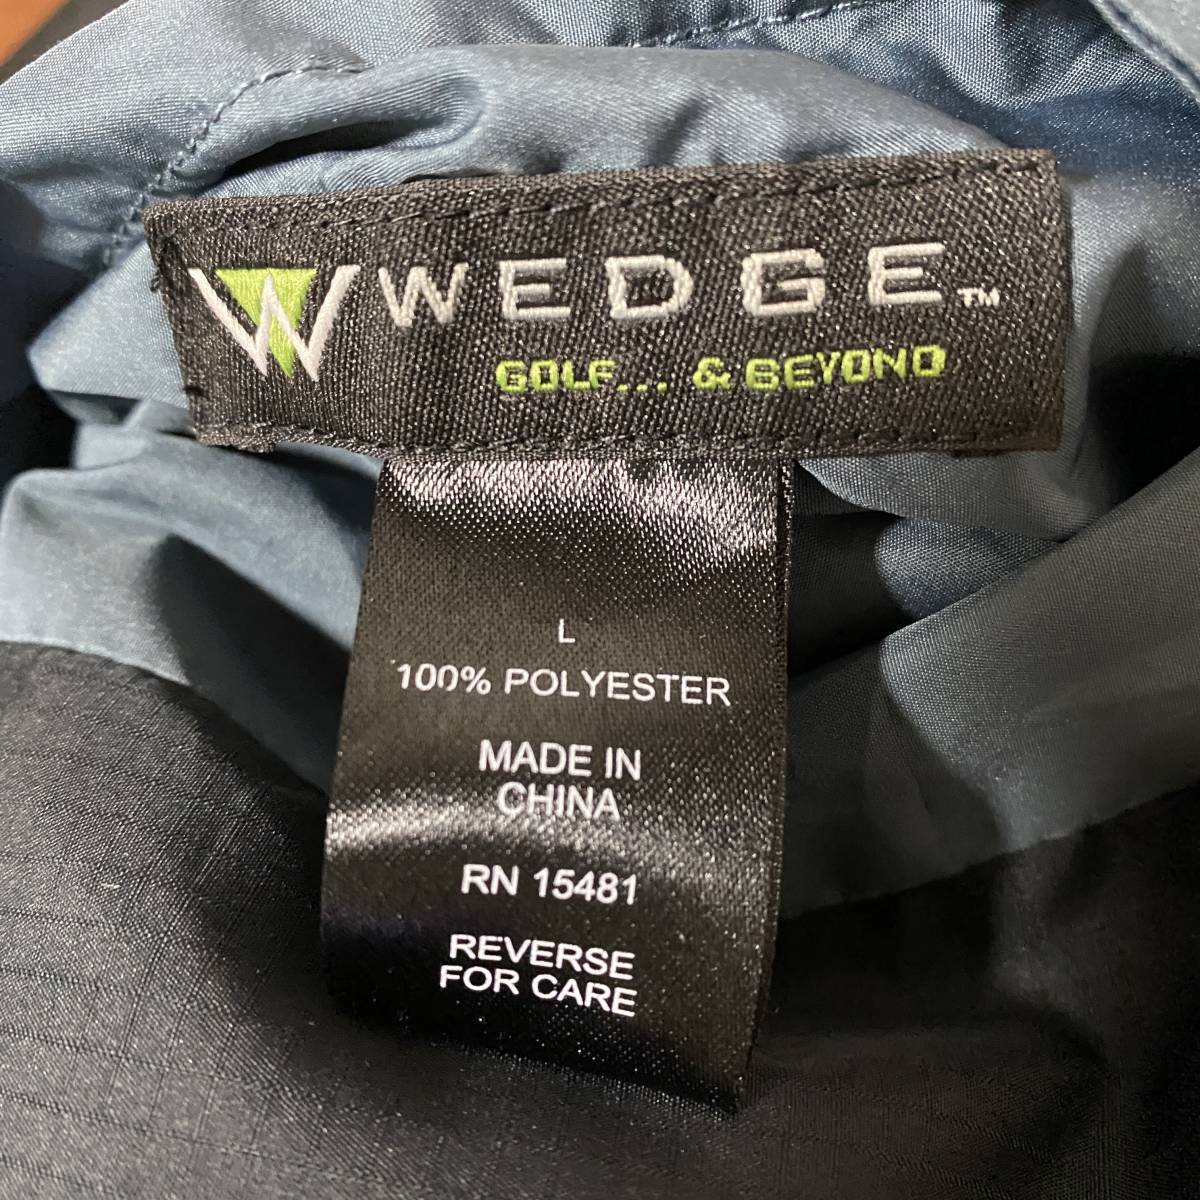 W WEDGE™
GOLF... & BEYOND
L
100% POLYESTER
MADE IN
CHINA
RN 15481
REVERSE
FOR CARE